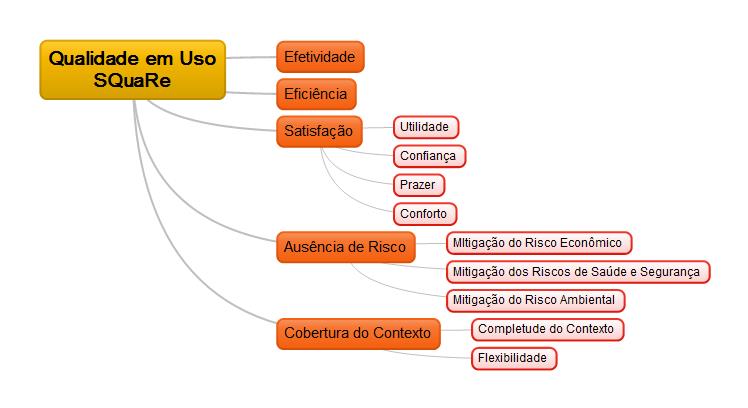 Qualidade em Uso
SQuaRe
Efetividade
Eficiência
Satisfação
Utilidade
Confiança
Prazer
Conforto
Ausência de Risco
MItigação do Risco Econômico
Mitigação dos Riscos de Saúde e Segurança
Mitigação do Risco Ambiental
Cobertura do Contexto
Completude do Contexto
Flexibilidade